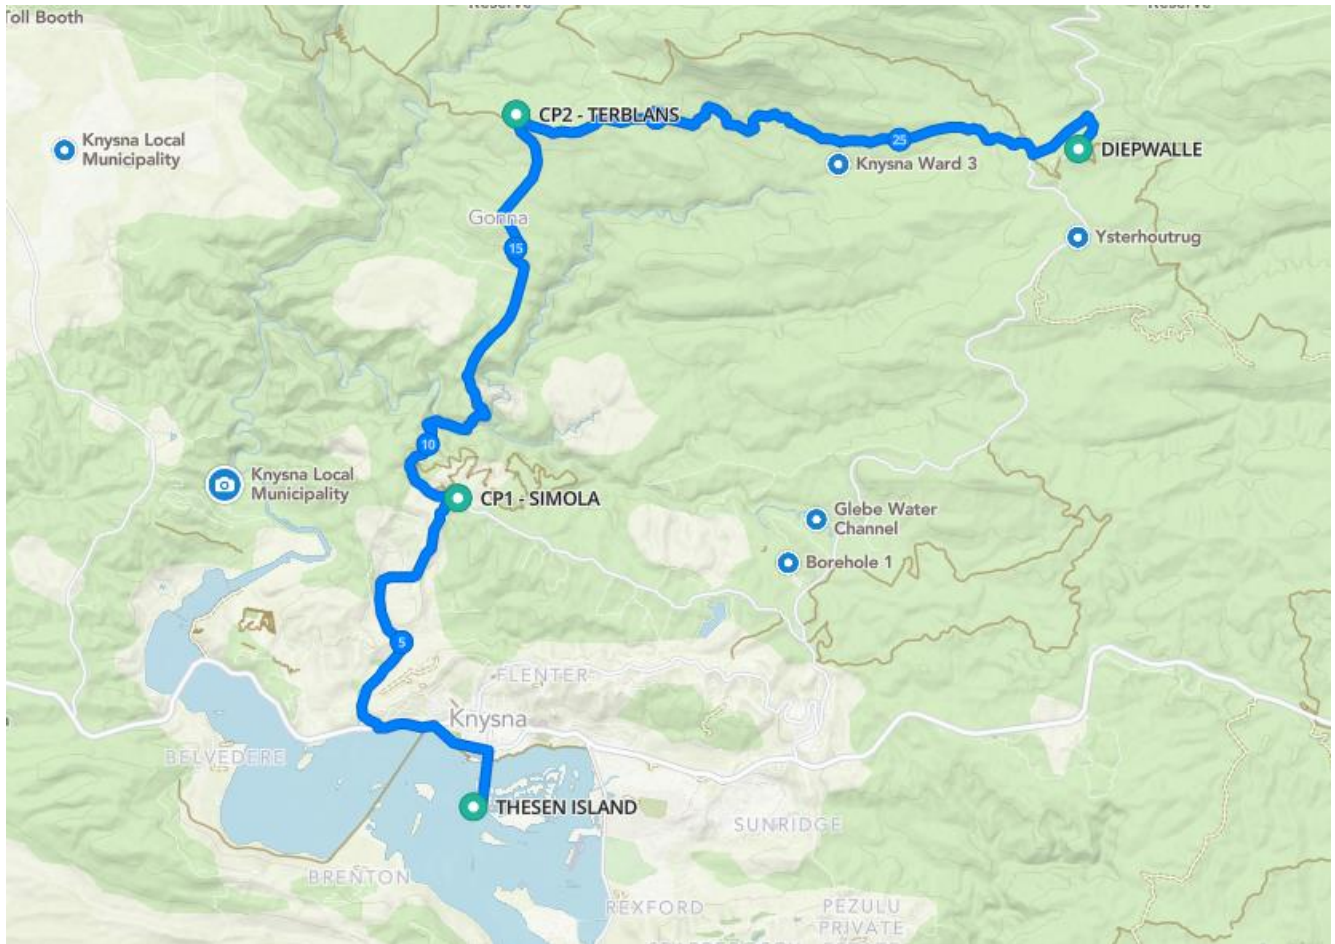 Toll Booth
CP2 - TERBLANS
Knysna Local
Municipality
25
DIEPWALLE
Knysna Ward 3
Gonna
15
Ysterhoutrug
10
Knysna Local
Municipality
CP1 - SIMOLA
Glebe Water
Channel
Borehole 1
5
FLENTER
Knysna
BELVEDERE
THESEN ISLAND
SUNRIDGE
BRENTON
REXFORD
PEZULU
PRIVATE